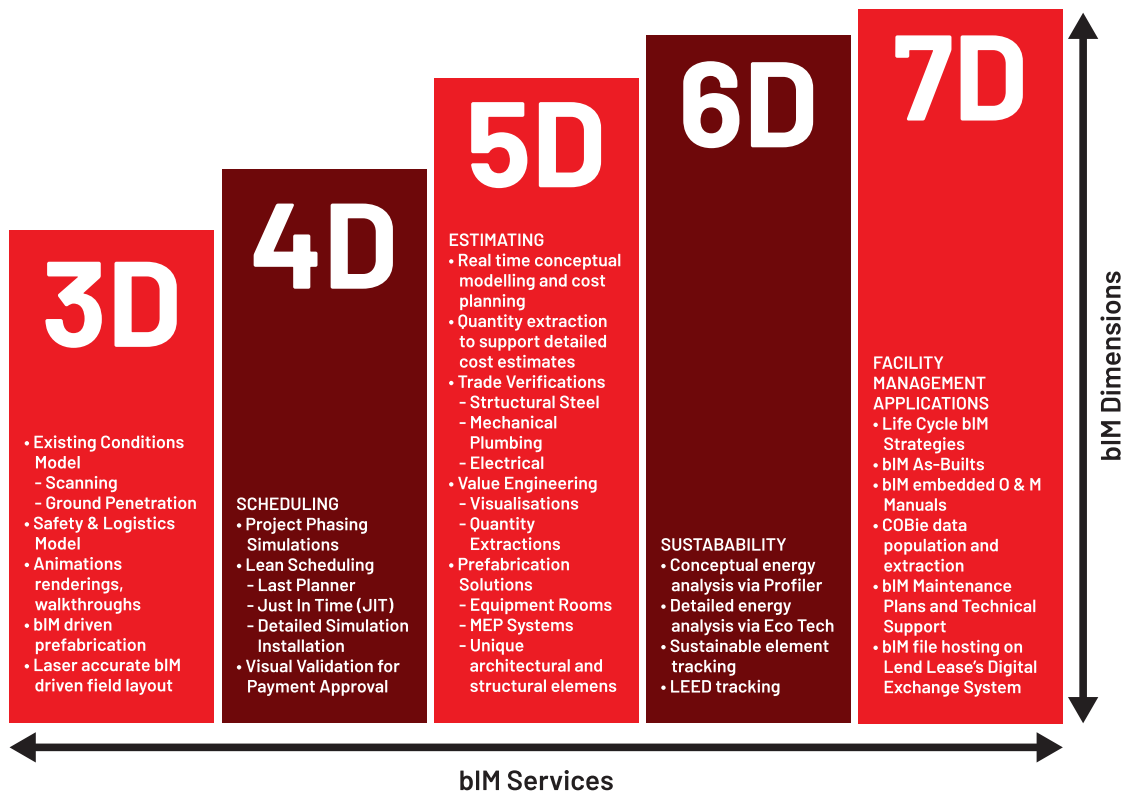 3D
• Existing Conditions
Model
- Scanning
- Ground Penetration
• Safety & Logistics
Model
• Animations
renderings,
walkthroughs
• bIM driven
prefabrication
• Laser accurate bIM
driven field layout
4D
SCHEDULING
• Project Phasing
Simulations
• Lean Scheduling
- Last Planner
- Just In Time (JIT)
- Detailed Simulation
Installation
• Visual Validation for
Payment Approval
5D
ESTIMATING
• Real time conceptual
modelling and cost
planning
• Quantity extraction
to support detailed
cost estimates
• Trade Verifications
- Strtuctural Steel
- Mechanical
Plumbing
- Electrical
• Value Engineering
- Visualisations
- Quantity
Extractions
• Prefabrication
Solutions
- Equipment Rooms
- MEP Systems
- Unique
architectural and
structural elemens
6D
SUSTABABILITY
• Conceptual energy
analysis via Profiler
• Detailed energy
analysis via Eco Tech
• Sustainable element
tracking
• LEED tracking
7D
FACILITY
MANAGEMENT
APPLICATIONS
• Life Cycle bIM
Strategies
• bIM As-Builts
• bIM embedded O & M
Manuals
• COBie data
population and
extraction
• bIM Maintenance
Plans and Technical
Support
• bIM file hosting on
Lend Lease's Digital
Exchange System
bIM Dimensions
bIM Services